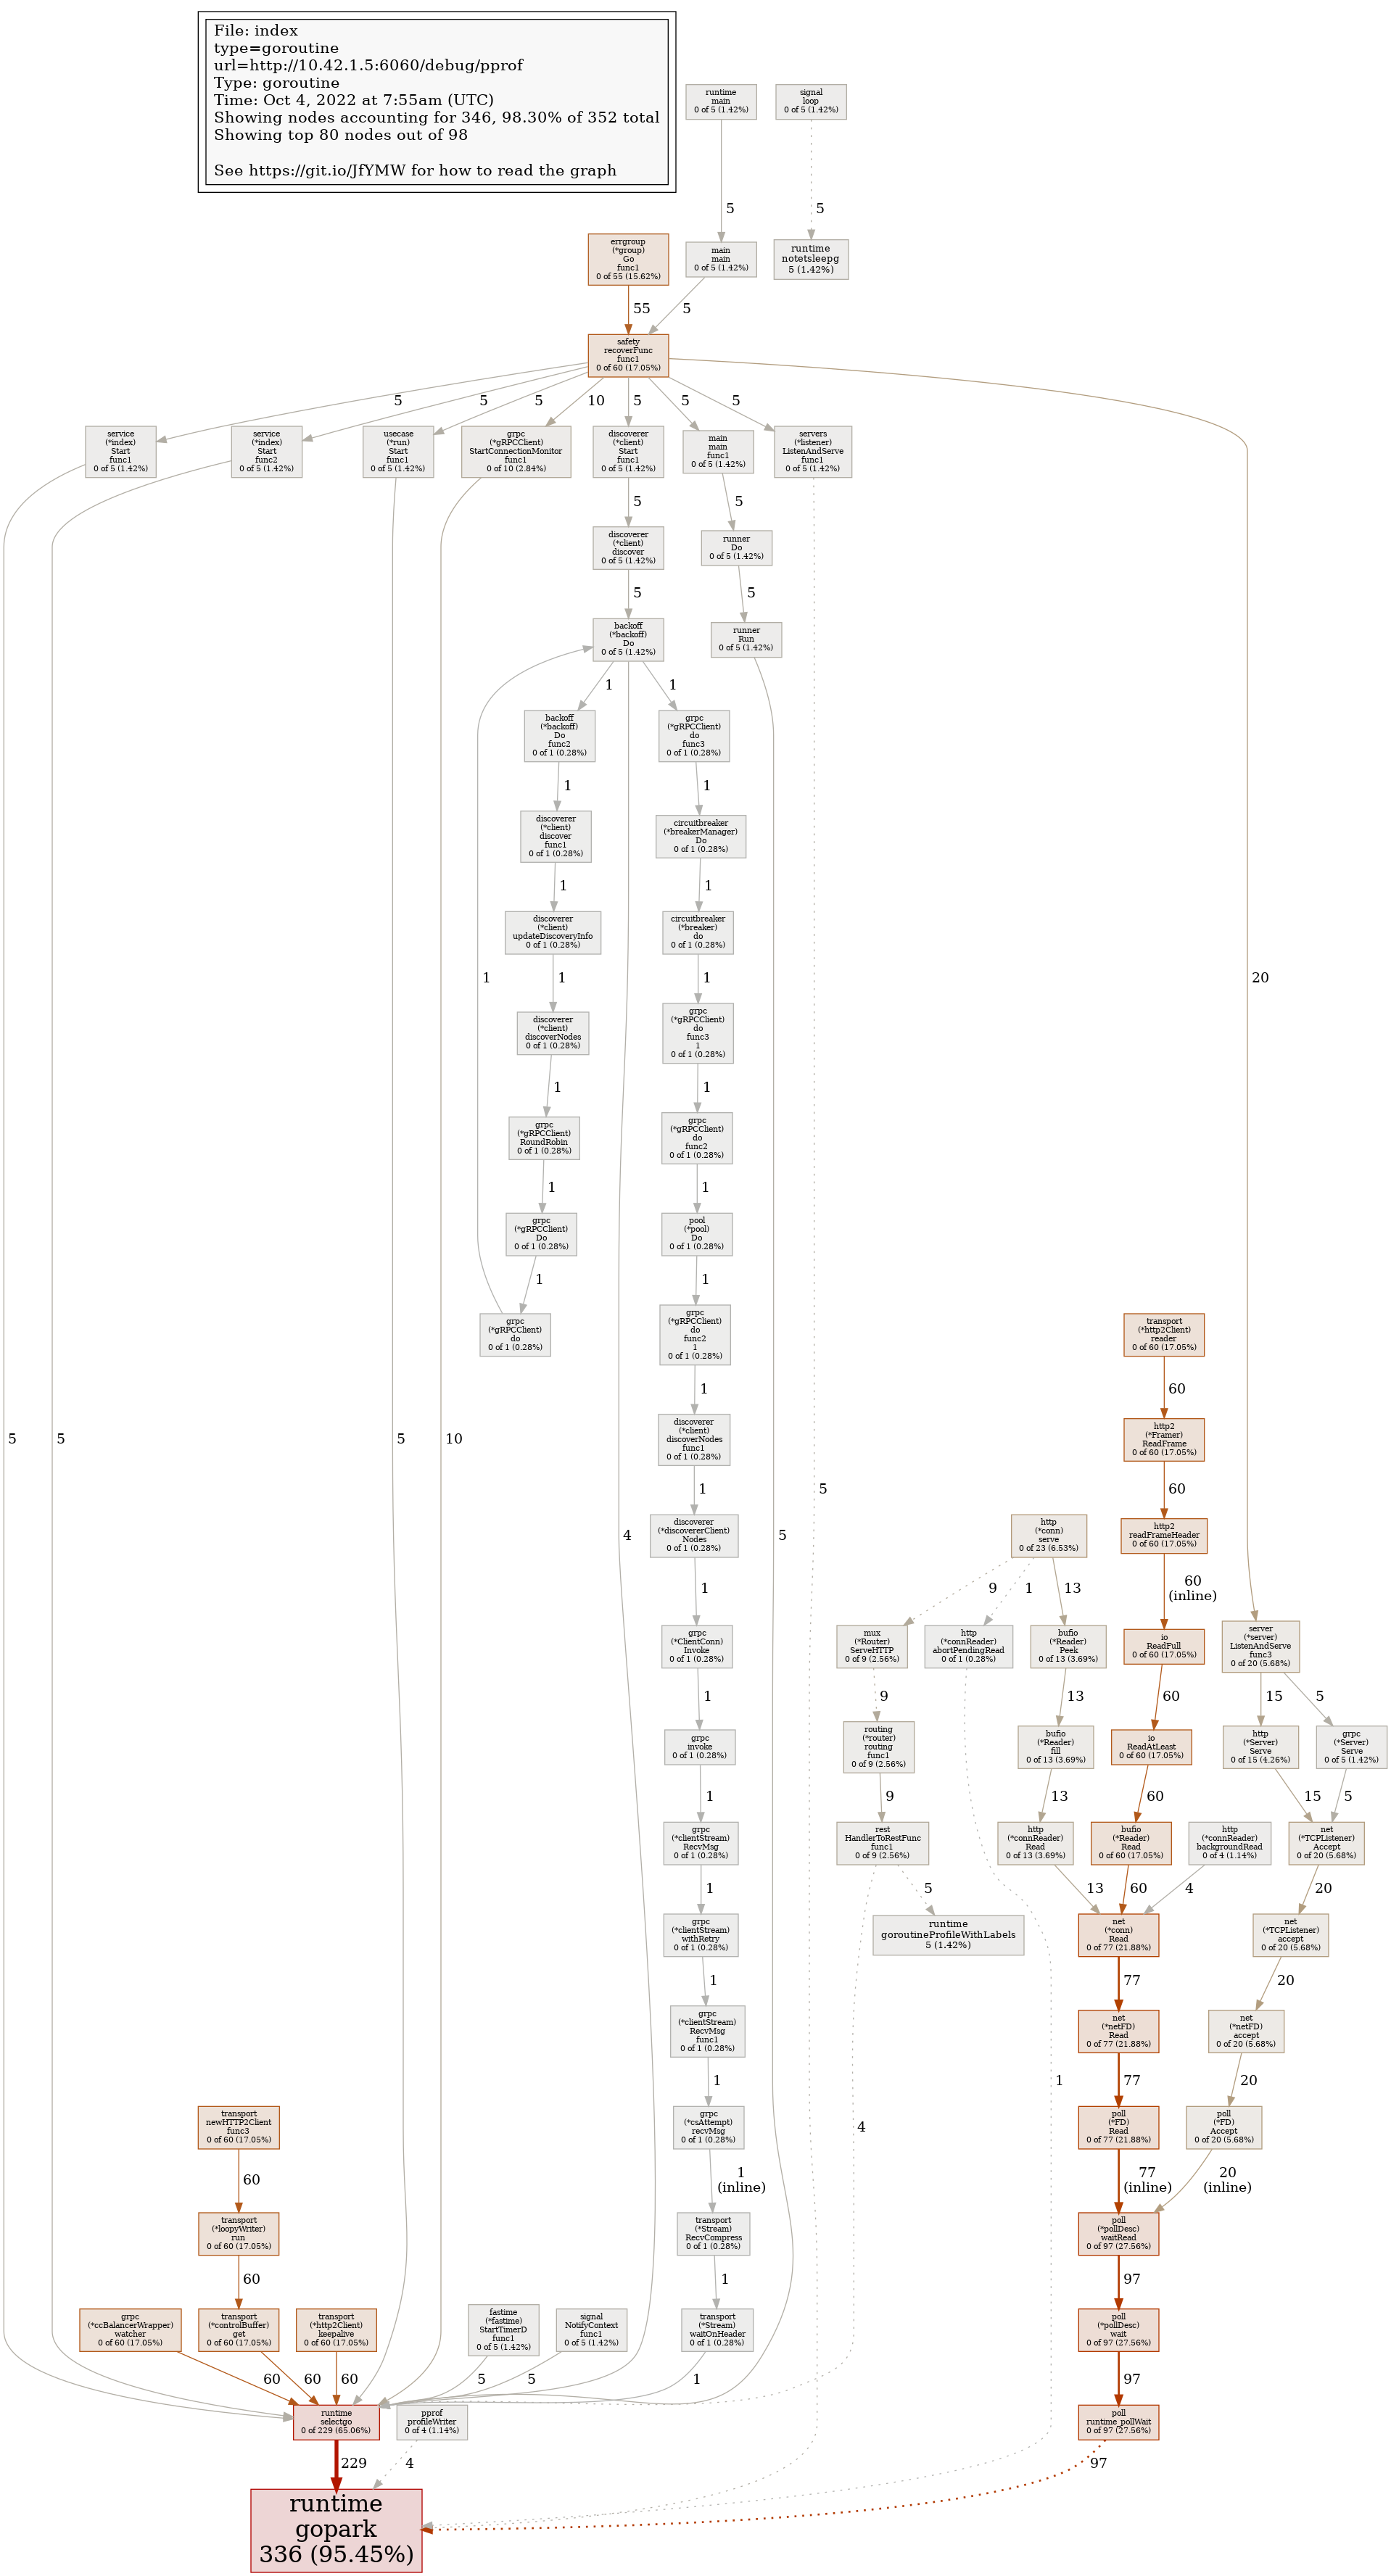 File: index
type=goroutine
url=http://10.42.1.5:6060/debug/pprof
Type: goroutine
Time: Oct 4, 2022 at 7:55am (UTC)
Showing nodes accounting for 346, 98.30% of 352 total
Showing top 80 nodes out of 98
See https://git.io/JfYMW for how to read the graph
runtime
main
0 of 5 (1.42%)
signal
loop
0 of 5 (1.42%)
5
5
errgroup
(*group)
Go
func1
0 of 55 (15.62%)
main
main
0 of 5 (1.42%)
runtime
notetsleepg
5 (1.42%)
55
5
safety
recoverFunc
func1
0 of 60 (17.05%)
5
5
5
10
5
5
5
20
service
(*index)
Start
func1
0 of 5 (1.42%)
service
(*index)
Start
func2
0 of 5 (1.42%)
usecase
(*run)
Start
func1
0 of 5 (1.42%)
grpc
(*gRPCClient)
StartConnectionMonitor
func1
0 of 10 (2.84%)
discoverer
(*client)
Start
func1
0 of 5 (1.42%)
main
main
func1
0 of 5 (1.42%)
servers
(*listener)
ListenAndServe
func1
0 of 5 (1.42%)
5
5
discoverer
(*client)
discover
0 of 5 (1.42%)
runner
Do
0 of 5 (1.42%)
5
5
backoff
(*backoff)
Do
0 of 5 (1.42%)
runner
Run
0 of 5 (1.42%)
1
1
backoff
(*backoff)
Do
func2
0 of 1 (0.28%)
grpc
(*gRPCClient)
do
func3
0 of 1 (0.28%)
1
1
discoverer
(*client)
discover
func1
0 of 1 (0.28%)
circuitbreaker
(*breakerManager)
Do
0 of 1 (0.28%)
1
1
discoverer
(*client)
updateDiscoveryInfo
0 of 1 (0.28%)
circuitbreaker
(*breaker)
do
0 of 1 (0.28%)
1
1
1
discoverer
(*client)
discoverNodes
0 of 1 (0.28%)
grpc
(*gRPCClient)
do
func3
1
0 of 1 (0.28%)
1
1
grpc
(*gRPCClient)
RoundRobin
0 of 1 (0.28%)
grpc
(*gRPCClient)
do
func2
0 of 1 (0.28%)
1
1
grpc
(*gRPCClient)
Do
0 of 1 (0.28%)
pool
(*pool)
Do
0 of 1 (0.28%)
1
1
grpc
(*gRPCClient)
do
0 of 1 (0.28%)
grpc
(*gRPCClient)
do
func2
1
0 of 1 (0.28%)
transport
(*http2Client)
reader
0 of 60 (17.05%)
1
60
5
5
5
10
discoverer
(*client)
discoverNodes
func1
0 of 1 (0.28%)
http2
(*Framer)
ReadFrame
0 of 60 (17.05%)
1
5
60
4
5
discoverer
(*discovererClient)
Nodes
0 of 1 (0.28%)
http
(*conn)
serve
0 of 23 (6.53%)
http2
readFrameHeader
0 of 60 (17.05%)
1
9
1
13
60
(inline)
grpc
(*ClientConn)
Invoke
0 of 1 (0.28%)
mux
(*Router)
ServeHTTP
0 of 9 (2.56%)
http
(*connReader)
abortPendingRead
0 of 1 (0.28%)
bufio
(*Reader)
Peek
0 of 13 (3.69%)
io
ReadFull
0 of 60 (17.05%)
server
(*server)
ListenAndServe
func3
0 of 20 (5.68%)
1
9
13
60
15
5
grpc
invoke
0 of 1 (0.28%)
routing
(*router)
routing
func1
0 of 9 (2.56%)
bufio
(*Reader)
fill
0 of 13 (3.69%)
io
ReadAtLeast
0 of 60 (17.05%)
http
(*Server)
Serve
0 of 15 (4.26%)
grpc
(*Server)
Serve
0 of 5 (1.42%)
1
9
13
60
15
5
grpc
(*clientStream)
RecvMsg
0 of 1 (0.28%)
rest
HandlerToRestFunc
func1
0 of 9 (2.56%)
http
(*connReader)
Read
0 of 13 (3.69%)
bufio
(*Reader)
Read
0 of 60 (17.05%)
http
(*connReader)
backgroundRead
0 of 4 (1.14%)
net
(*TCPListener)
Accept
0 of 20 (5.68%)
1
5
13
60
4
20
grpc
(*clientStream)
withRetry
0 of 1 (0.28%)
runtime
goroutineProfileWithLabels
5 (1.42%)
net
(*conn)
Read
0 of 77 (21.88%)
net
(*TCPListener)
accept
0 of 20 (5.68%)
1
77
20
grpc
(*clientStream)
RecvMsg
func1
0 of 1 (0.28%)
net
(*netFD)
Read
0 of 77 (21.88%)
net
(*netFD)
accept
0 of 20 (5.68%)
1
1
77
20
4
transport
newHTTP2Client
func3
0 of 60 (17.05%)
grpc
(*csAttempt)
recvMsg
0 of 1 (0.28%)
poll
(*FD)
Read
0 of 77 (21.88%)
poll
(*FD)
Accept
0 of 20 (5.68%)
60
1
(inline)
77
(inline)
20
(inline)
transport
(*loopyWriter)
run
0 of 60 (17.05%)
transport
(*Stream)
RecvCompress
0 of 1 (0.28%)
poll
(*pollDesc)
waitRead
0 of 97 (27.56%)
60
1
97
grpc
(*ccBalancerWrapper)
watcher
0 of 60 (17.05%)
transport
(*controlBuffer)
get
0 of 60 (17.05%)
transport
(*http2Client)
keepalive
0 of 60 (17.05%)
fastime
(*fastime)
StartTimerD
func1
0 of 5 (1.42%)
signal
NotifyContext
func1
0 of 5 (1.42%)
transport
(*Stream)
waitOnHeader
0 of 1 (0.28%)
poll
(*pollDesc)
wait
0 of 97 (27.56%)
60
60
60
5
5
1
97
runtime
selectgo
0 of 229 (65.06%)
pprof
profileWriter
0 of 4 (1.14%)
poll
runtime_pollWait
0 of 97 (27.56%)
229
4
97
runtime
gopark
336 (95.45%)